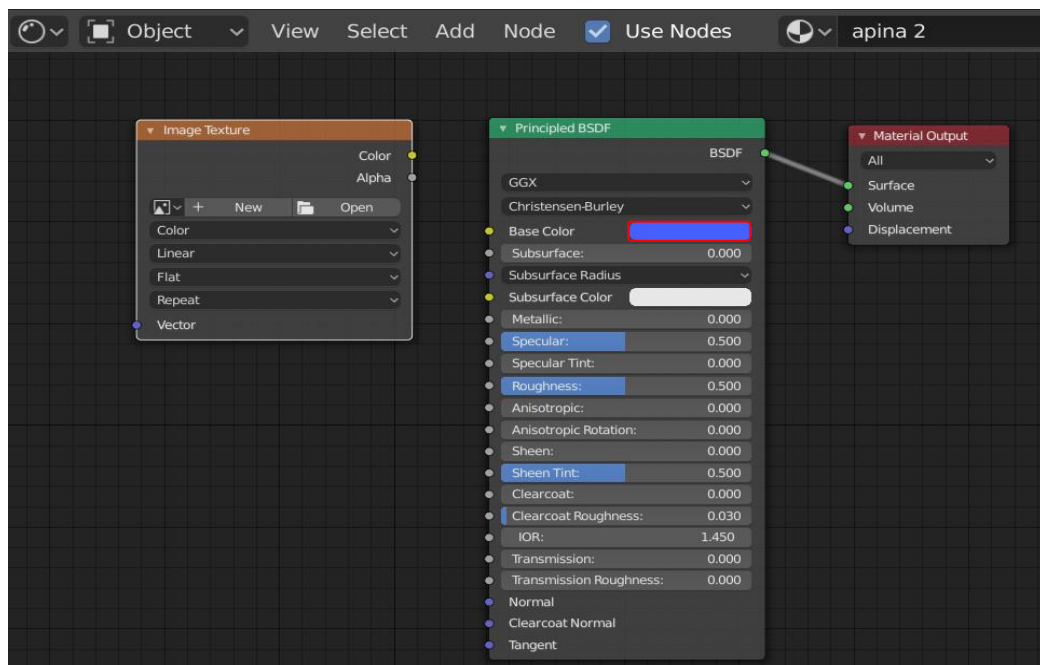 Object View Select Add Node Use Nodes apina 2
Image Texture
Color
Alpha
New Open
Color
Linear
Flat
Repeat
Vector
Principled BSDF
BSDF
GGX
Christensen-Burley
Base Color
Subsurface: 0.000
Subsurface Radius
Subsurface Color
Metallic: 0.000
Specular: 0.500
Specular Tint: 0.000
Roughness: 0.500
Anisotropic: 0.000
Anisotropic Rotation: 0.000
Sheen: 0.000
Sheen Tint: 0.500
Clearcoat: 0.000
Clearcoat Roughness: 0.030
IOR: 1.450
Transmission: 0.000
Transmission Roughness: 0.000
Normal
Clearcoat Normal
Tangent
Material Output
All
Surface
Volume
Displacement